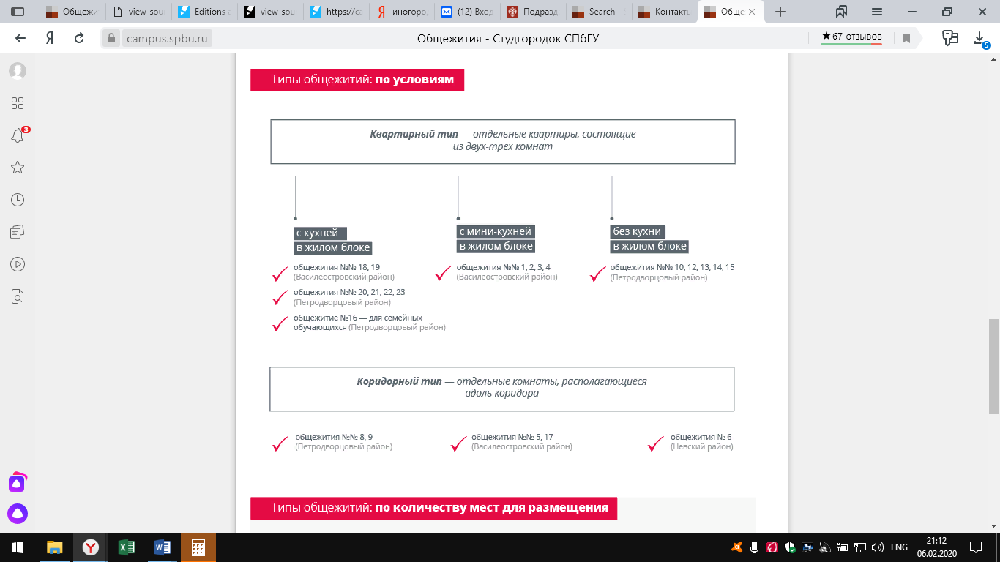 Общежи
view-sou
Editions a
view-sou
https://ca
иногород
(12) Вход
Подразд
Search - S
Контакты
Обще
campus.spbu.ru
Общежития - Студгородок СПбГУ
★67 отзывов
5
3
Типы общежитий: по условиям
Квартирный тип — отдельные квартиры, состоящие
из двух-трех комнат
с кухней
в жилом блоке
общежития №№ 18, 19
(Василеостровский район)
общежития №№ 20, 21, 22, 23
(Петродворцовый район)
общежитие №16 — для семейных
обучающихся (Петродворцовый район)
с мини-кухней
в жилом блоке
общежития №№ 1, 2, 3, 4
(Василеостровский район)
без кухни
в жилом блоке
общежития №№ 10, 12, 13, 14, 15
(Петродворцовый район)
Коридорный тип — отдельные комнаты, располагающиеся
вдоль коридора
общежития №№ 8, 9
(Петродворцовый район)
общежития №№ 5, 17
(Василеостровский район)
общежития № 6
(Невский район)
Типы общежитий: по количеству мест для размещения
ENG
21:12
06.02.2020